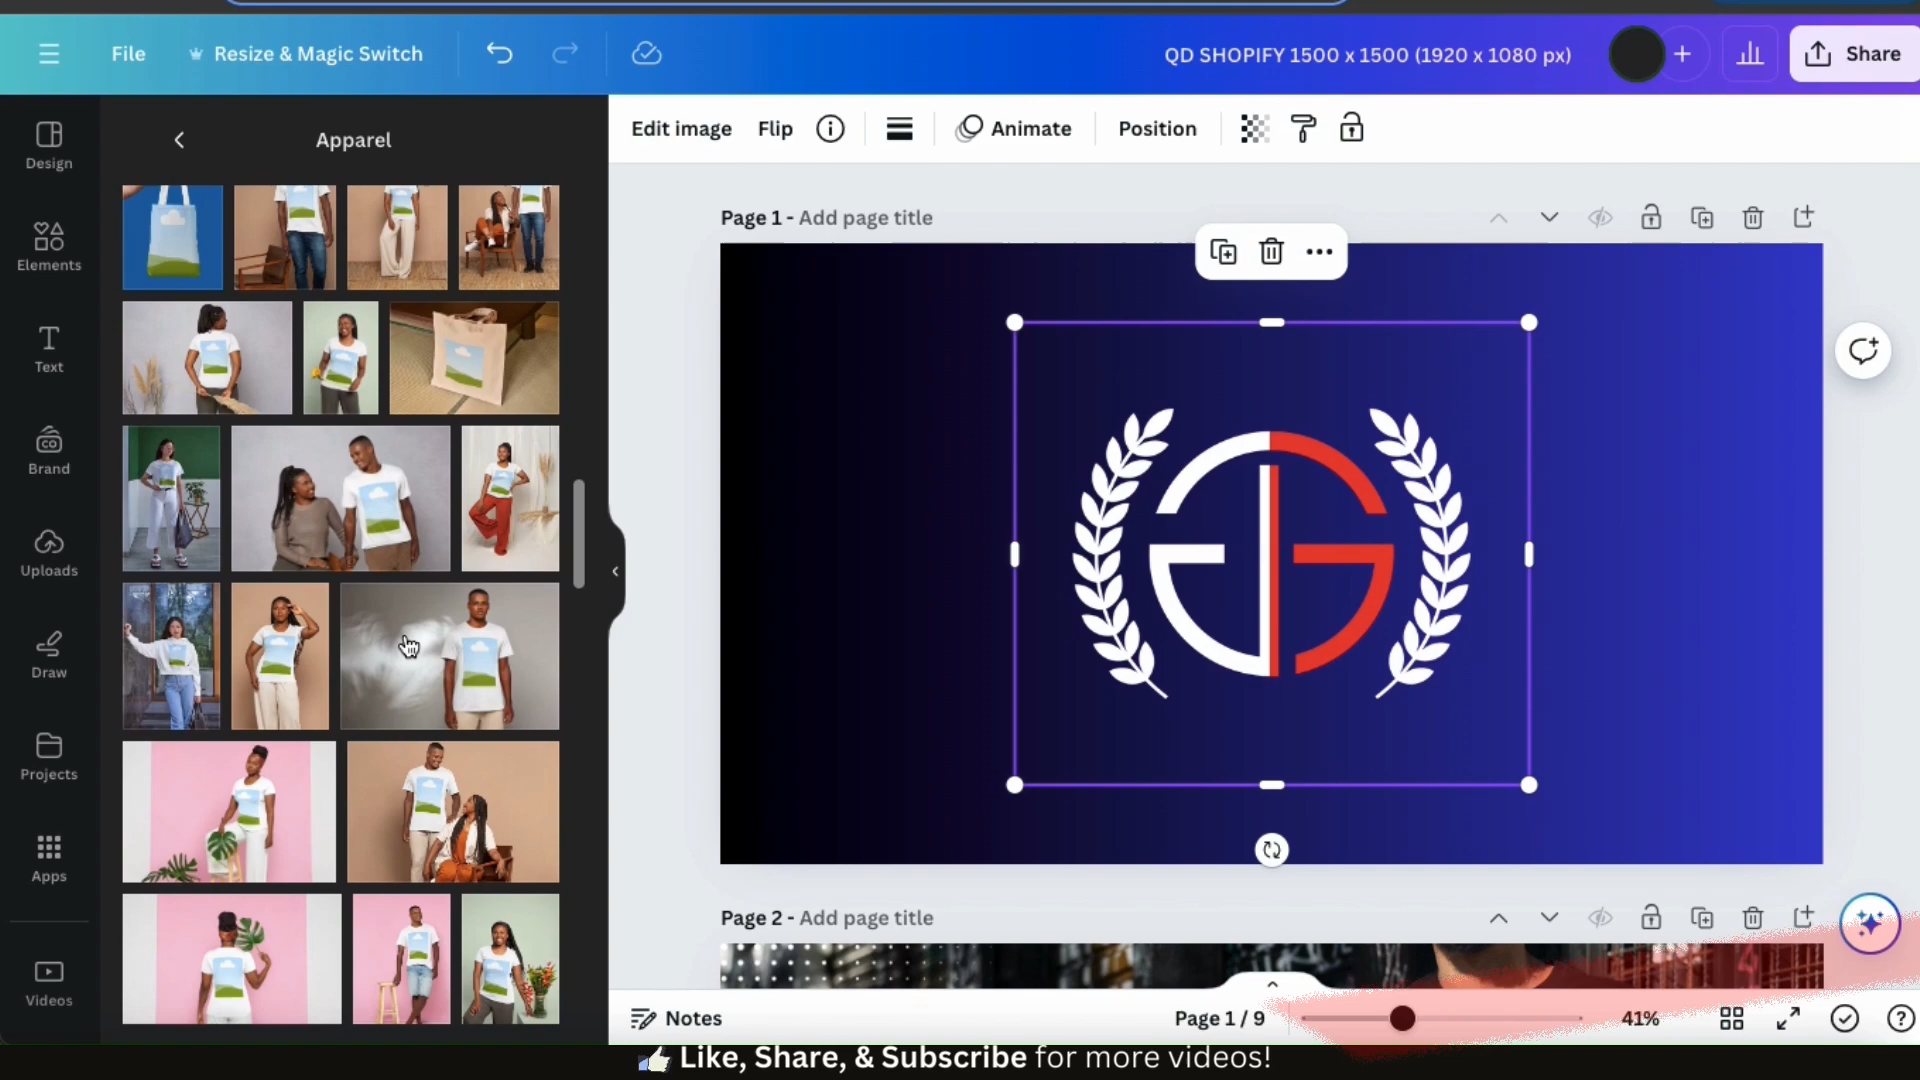 File
Resize & Magic Switch
QD SHOPIFY 1500 x 1500 (1920 x 1080 px)
Share
Design
Elements
Text
Brand
Uploads
Draw
Projects
Apps
Videos
Apparel
Edit image
Flip
Animate
Position
Page 1 - Add page title
Page 2 - Add page title
Notes
Page 1 / 9
41%
Like, Share, & Subscribe for more videos!